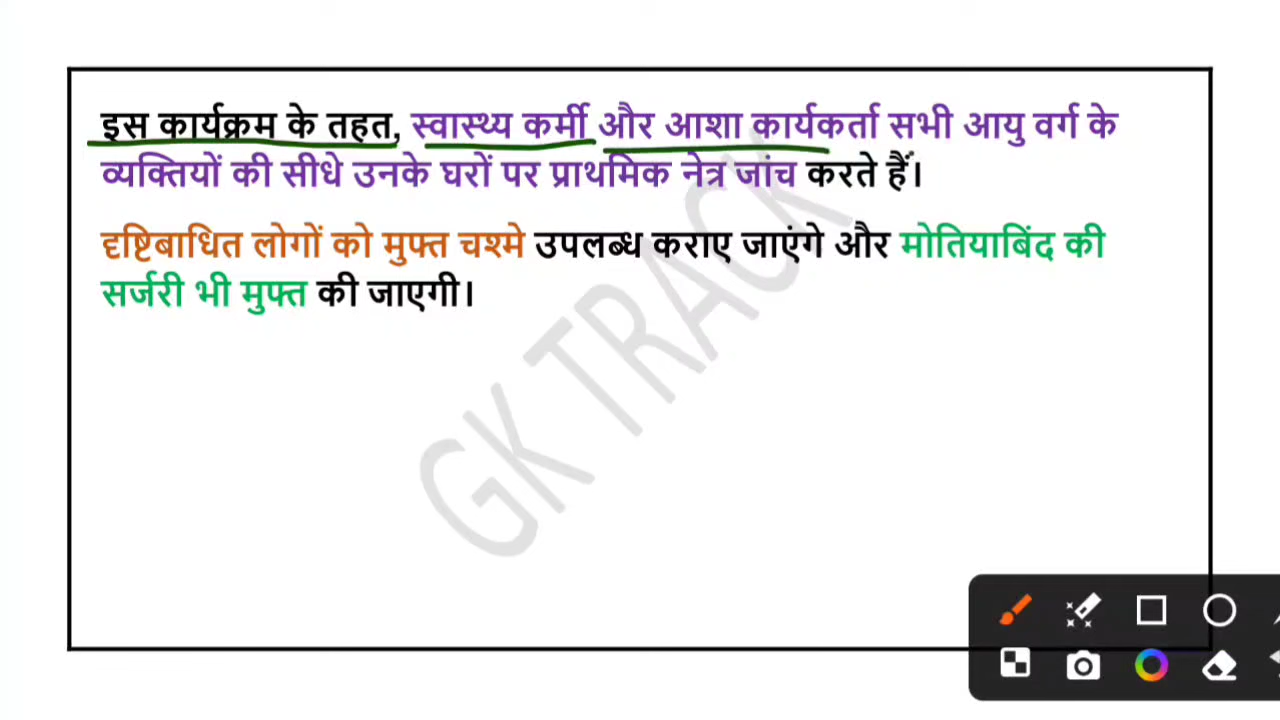 इस कार्यक्रम के तहत, स्वास्थ्य कर्मी और आशा कार्यकर्ता सभी आयु वर्ग के
व्यक्तियों की सीधे उनके घरों पर प्राथमिक नेत्र जांच करते हैं।
दृष्टिबाधित लोगों को मुफ्त चश्मे उपलब्ध कराए जाएंगे और मोतियाबिंद की
सर्जरी भी मुफ्त की जाएगी।
GK TRACK